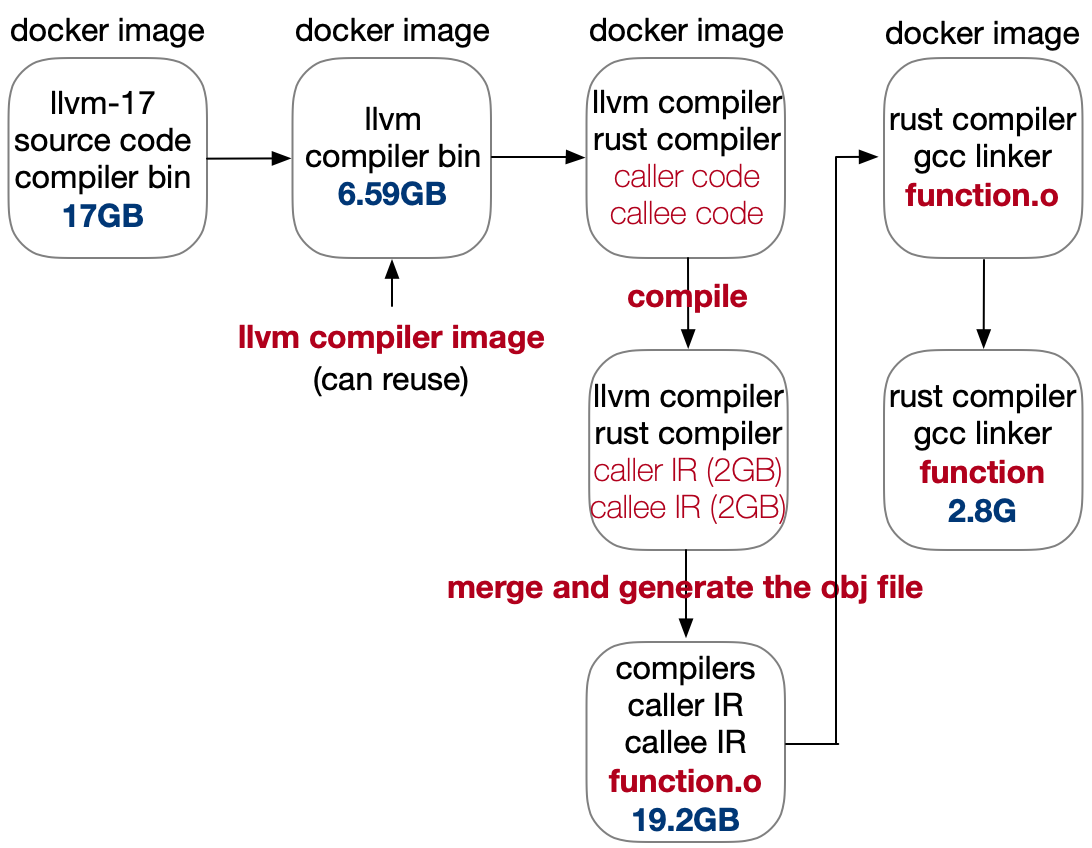 docker image
docker image
docker image
docker image
llvm-17
source code
compiler bin
17GB
llvm
compiler bin
6.59GB
llvm compiler
rust compiler
caller code
callee code
rust compiler
gcc linker
function.o
llvm compiler image
(can reuse)
compile
llvm compiler
rust compiler
caller IR (2GB)
callee IR (2GB)
rust compiler
gcc linker
function
2.8G
merge and generate the obj file
compilers
caller IR
callee IR
function.o
19.2GB